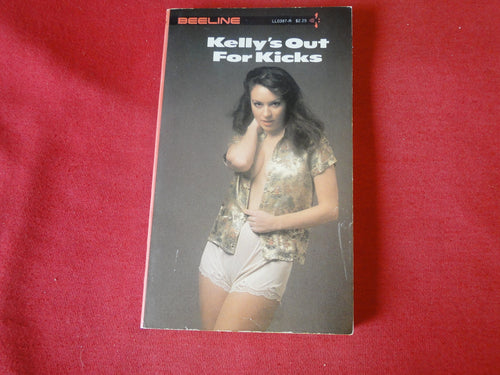 BEELINE LL0387-R $2.25
Kelly's Out
For Kicks